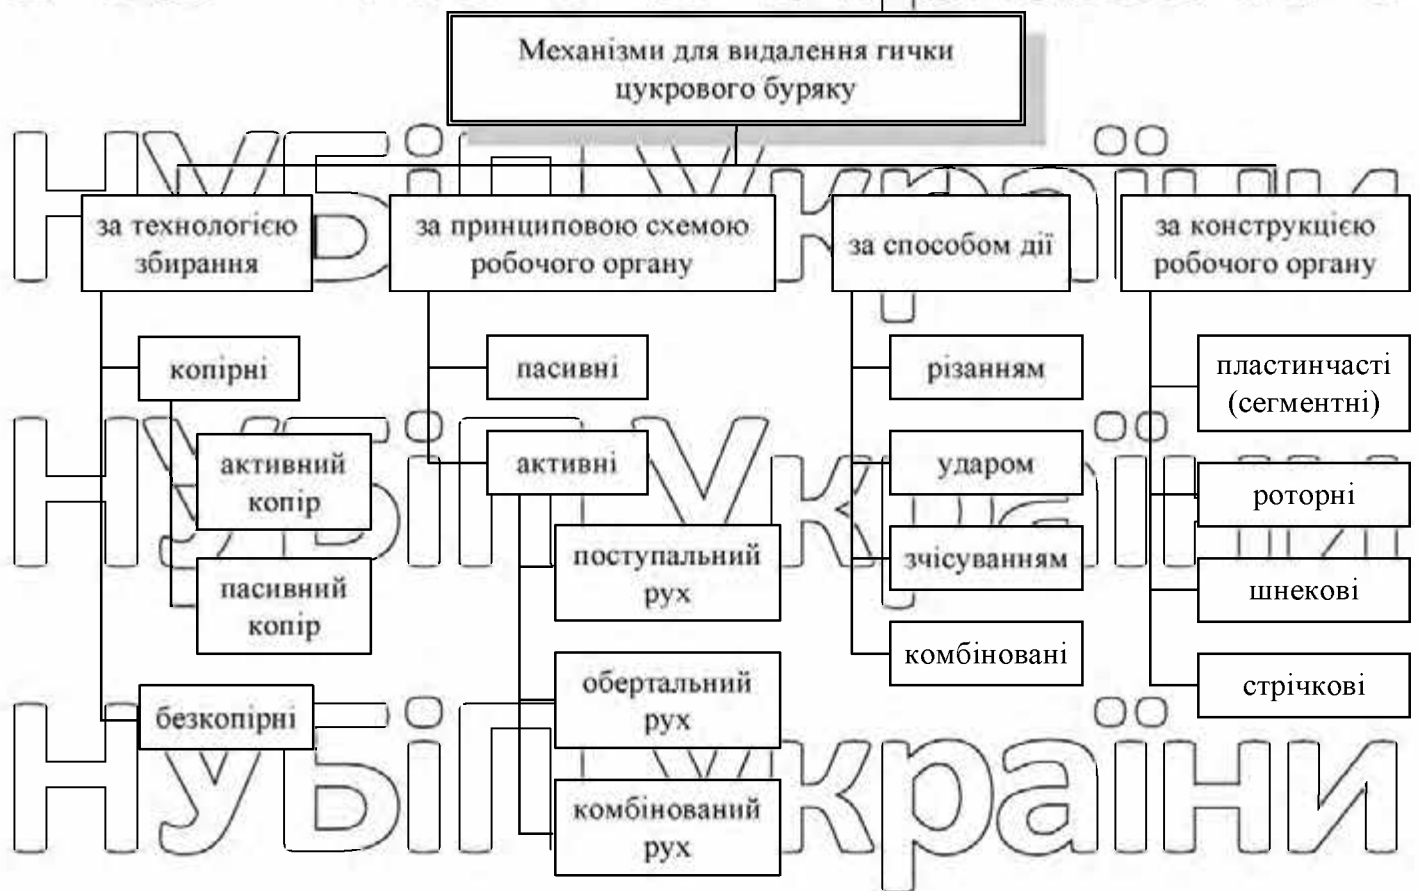 Механізми для видалення гички
цукрового буряку
за технологією
збирання
копірні
активний
копір
пасивний
копір
безкопірні
за принциповою схемою
робочого органу
пасивні
активні
поступальний
рух
обертальний
рух
комбінований
рух
за способом дії
різанням
ударом
зчісуванням
комбіновані
за конструкцією
робочого органу
пластинчасті
(сегментні)
роторні
шнекові
стрічкові
НУБІП України
НУБІП України
НУБІП України